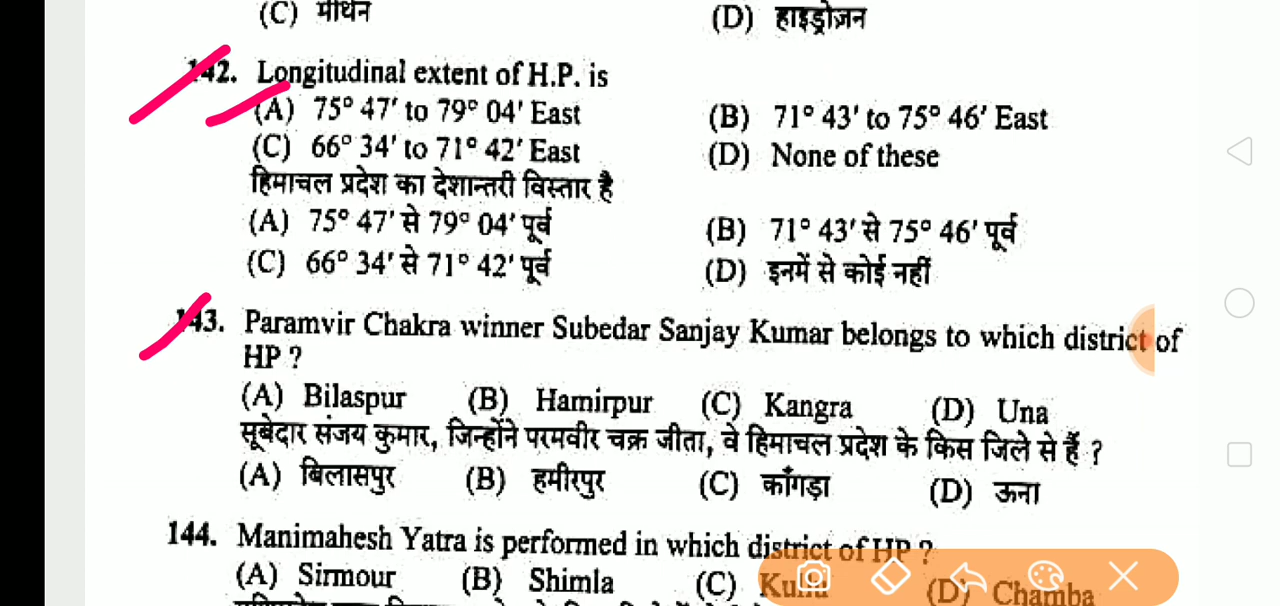 (C) मीथेन (D) हाइड्रोज़न
142. Longitudinal extent of H.P. is
(A) 75° 47′ to 79° 04′ East (B) 71° 43′ to 75° 46′ East
(C) 66° 34′ to 71° 42′ East (D) None of these
हिमाचल प्रदेश का देशान्तरी विस्तार है
(A) 75° 47′ से 79° 04′ पूर्व (B) 71° 43′ से 75° 46′ पूर्व
(C) 66° 34′ से 71° 42′ पूर्व (D) इनमें से कोई नहीं
143. Paramvir Chakra winner Subedar Sanjay Kumar belongs to which district of
HP ?
(A) Bilaspur (B) Hamirpur (C) Kangra (D) Una
सूबेदार संजय कुमार, जिन्होंने परमवीर चक्र जीता, वे हिमाचल प्रदेश के किस जिले से हैं ?
(A) बिलासपुर (B) हमीरपुर (C) काँगड़ा (D) ऊना
144. Manimahesh Yatra is performed in which district of HP ?
(A) Sirmour (B) Shimla (C) Kullu (D) Chamba